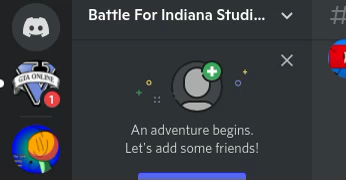 Battle For Indiana Studi...
GTA ONLINE
1
An adventure begins.
Let's add some friends!